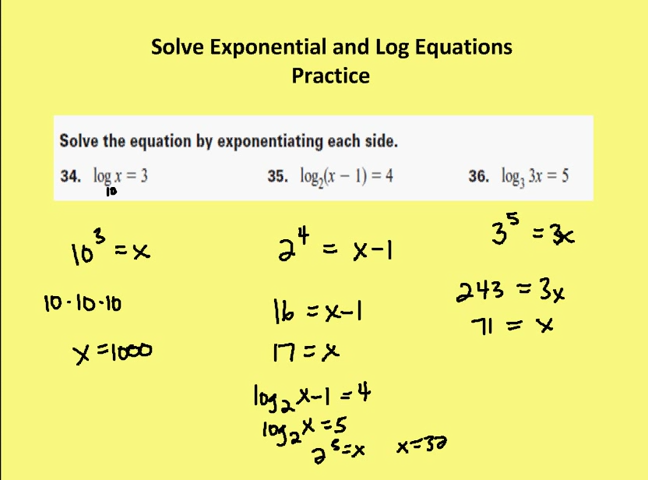 Solve Exponential and Log Equations
Practice
Solve the equation by exponentiating each side.
34. log x = 3
10
35. log₂(x − 1) = 4
36. log₃ 3x = 5
10³ = x
10·10·10
x = 1000
2⁴ = x-1
16 = x-1
17 = x
log₂x-1 = 4
log₂x = 5
2⁵ = x x = 32
3⁵ = 3x
243 = 3x
71 = x